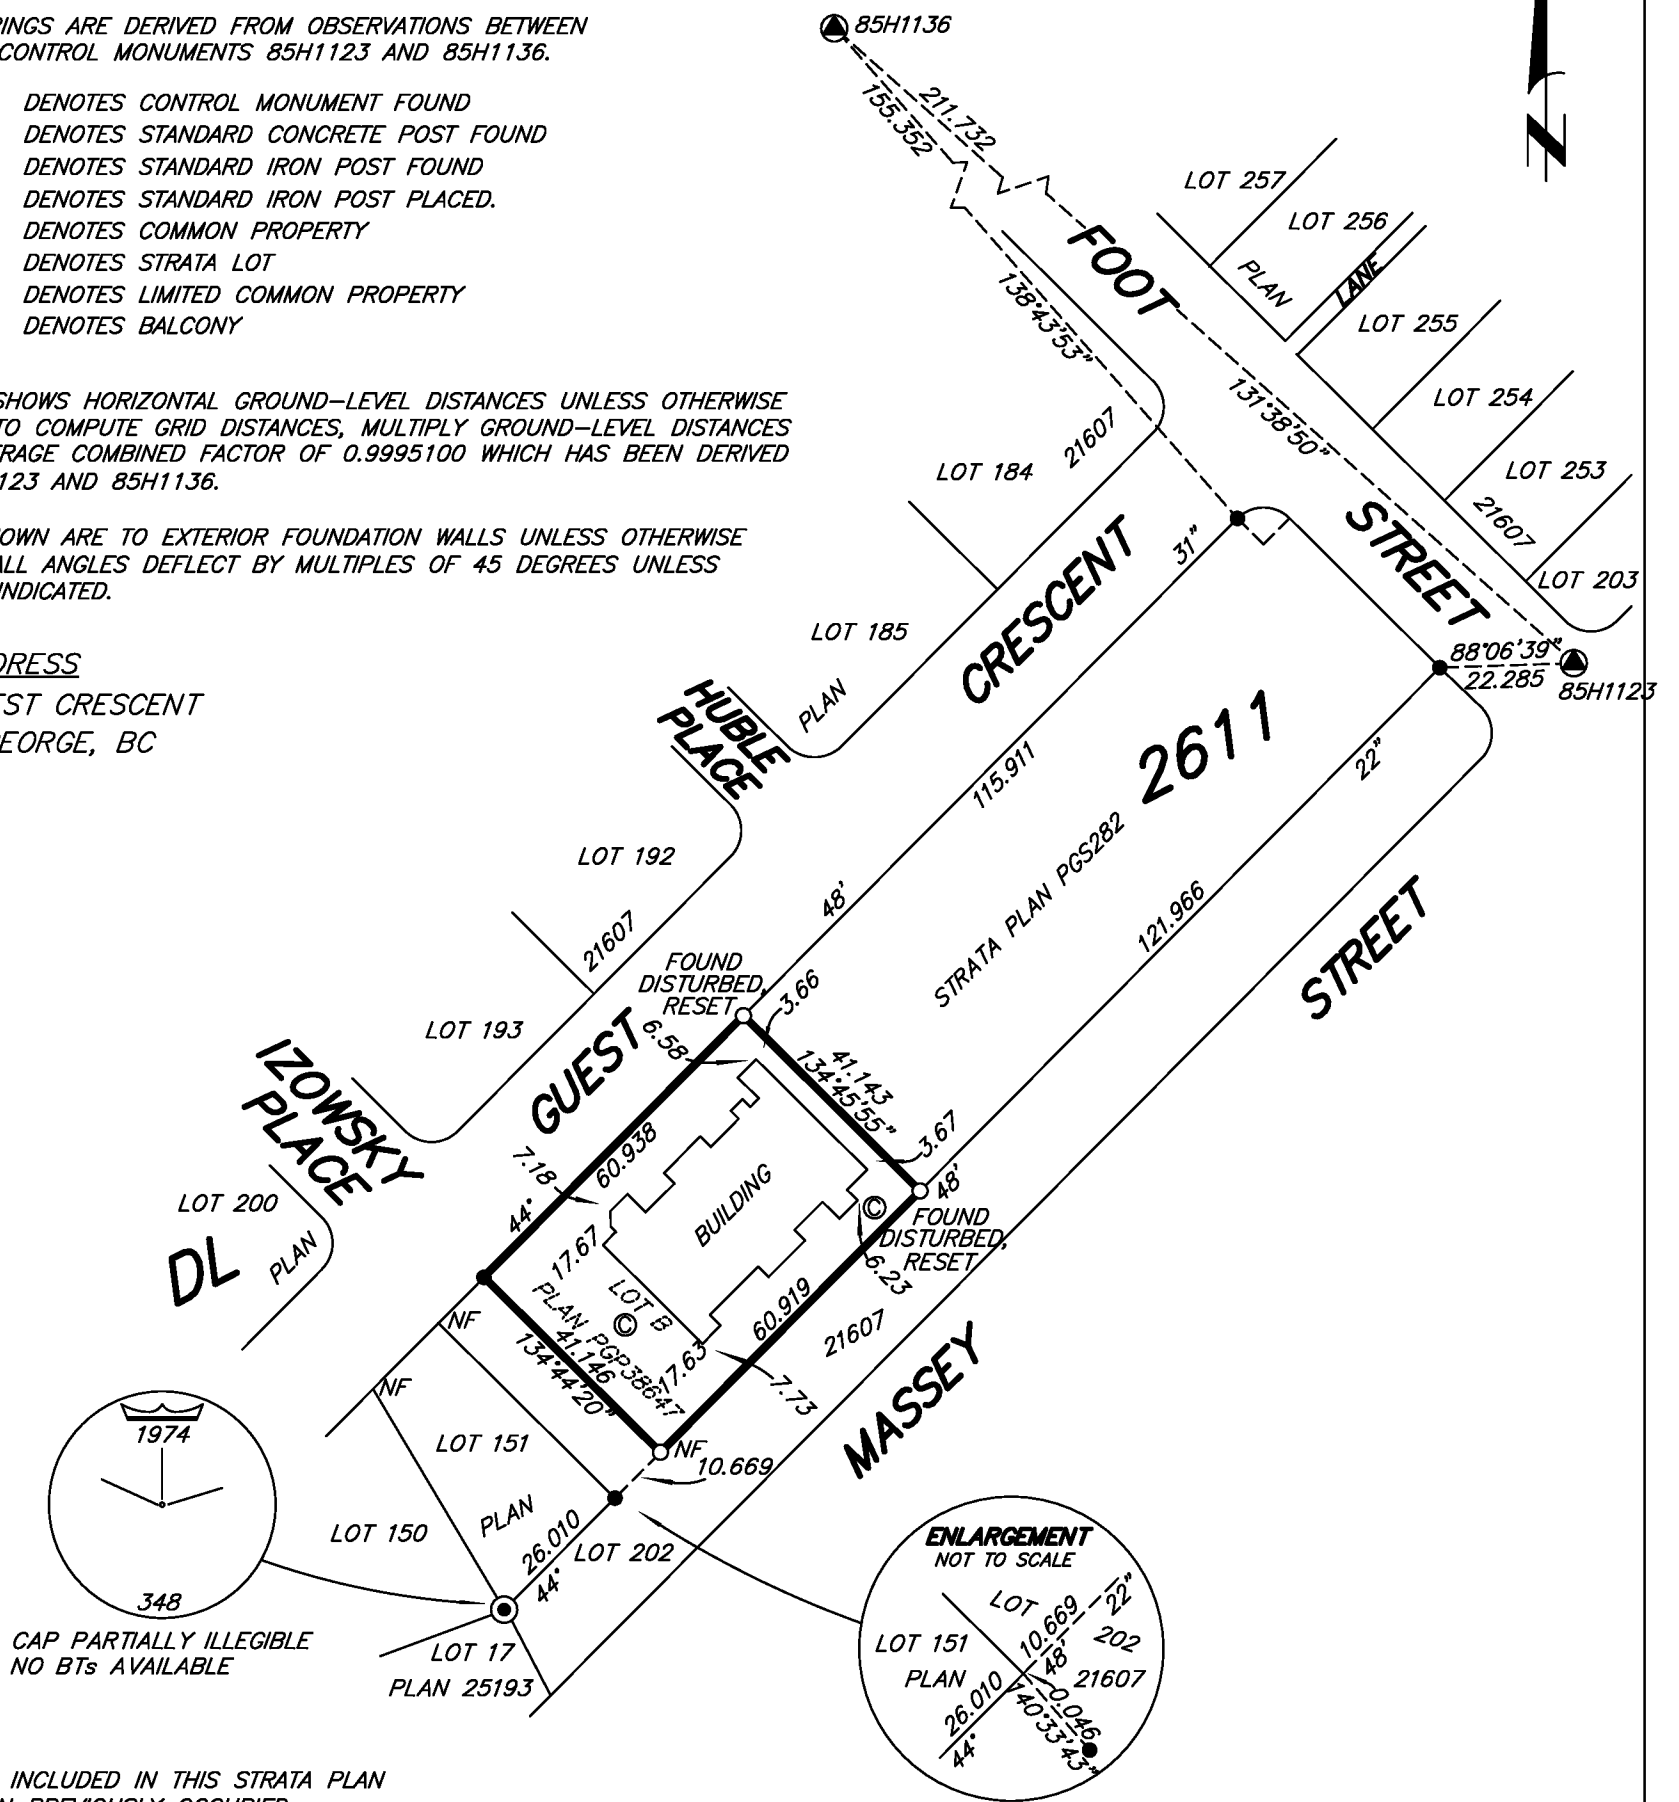 RINGS ARE DERIVED FROM OBSERVATIONS BETWEEN
CONTROL MONUMENTS 85H1123 AND 85H1136.
DENOTES CONTROL MONUMENT FOUND
DENOTES STANDARD CONCRETE POST FOUND
DENOTES STANDARD IRON POST FOUND
DENOTES STANDARD IRON POST PLACED.
DENOTES COMMON PROPERTY
DENOTES STRATA LOT
DENOTES LIMITED COMMON PROPERTY
DENOTES BALCONY
SHOWS HORIZONTAL GROUND-LEVEL DISTANCES UNLESS OTHERWISE
TO COMPUTE GRID DISTANCES, MULTIPLY GROUND-LEVEL DISTANCES
ERAGE COMBINED FACTOR OF 0.9995100 WHICH HAS BEEN DERIVED
1123 AND 85H1136.
OWN ARE TO EXTERIOR FOUNDATION WALLS UNLESS OTHERWISE
ALL ANGLES DEFLECT BY MULTIPLES OF 45 DEGREES UNLESS
INDICATED.
DRESS
EST CRESCENT
EORGE, BC
85H1136
211.732
155.352
N
LOT 257
LOT 256
PLAN
LANE
LOT 255
LOT 254
LOT 253
21607
LOT 203
FOOT
STREET
138°43'53"
131°38'50"
88°06'39"
22.285
85H1123
LOT 184
21607
LOT 185
PLAN
HUBLE
PLACE
CRESCENT
31"
115.911
48'
2611
STRATA PLAN PGS282
22"
121.966
48'
STREET
LOT 192
21607
LOT 193
FOUND
DISTURBED,
RESET
3.66
6.58
GUEST
41.143
134°45'55"
3.67
IZOWSKY
PLACE
LOT 200
PLAN
DL
7.18
60.938
44°
BUILDING
C
FOUND
DISTURBED,
RESET
6.23
17.67
LOT B
C
PLAN PGP38647
41.146
134°44'20"
17.63
60.919
7.73
21607
MASSEY
NF
NF
NF
10.669
LOT 151
PLAN
LOT 150
26.010
44°
LOT 202
LOT 17
PLAN 25193
1974
348
CAP PARTIALLY ILLEGIBLE
NO BTs AVAILABLE
ENLARGEMENT
NOT TO SCALE
LOT
10.669
22"
202
LOT 151
48'
PLAN
21607
26.010
44°
0.046
140°33'43"
INCLUDED IN THIS STRATA PLAN